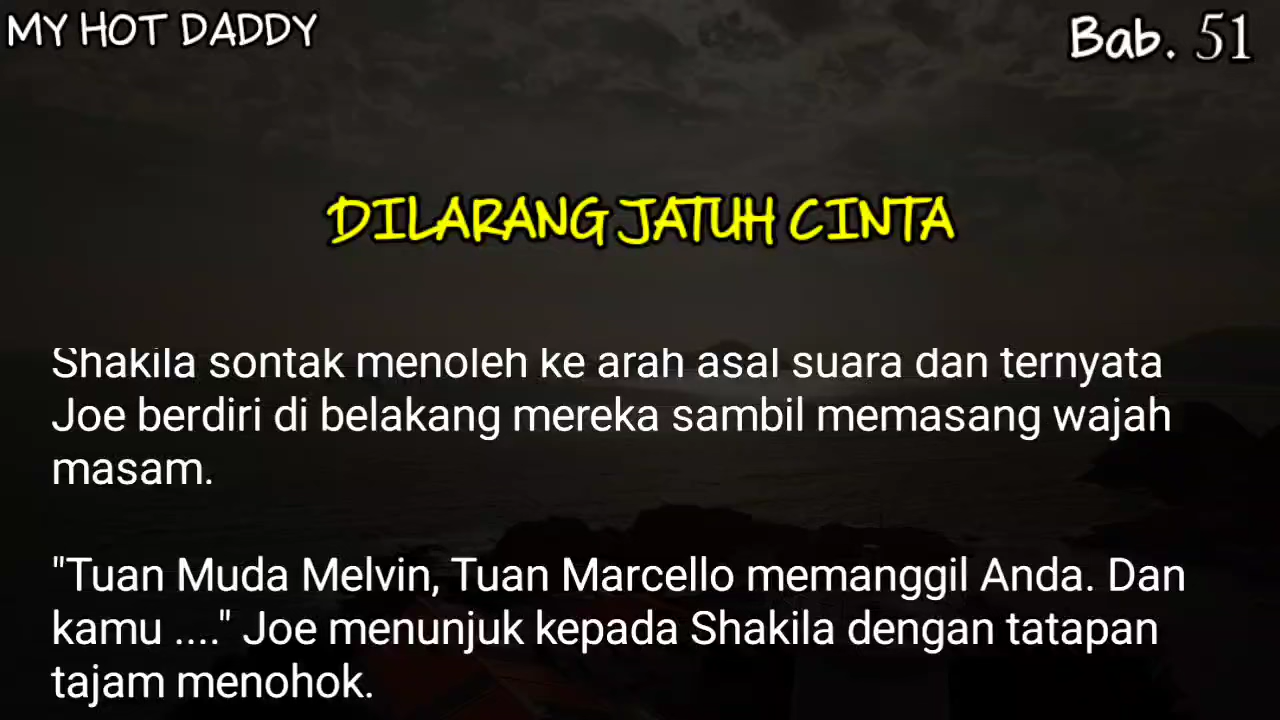 MY HOT DADDY
Bab. 51
DILARANG JATUH CINTA
Shakila sontak menoleh ke arah asal suara dan ternyata
Joe berdiri di belakang mereka sambil memasang wajah
masam.
"Tuan Muda Melvin, Tuan Marcello memanggil Anda. Dan
kamu ...." Joe menunjuk kepada Shakila dengan tatapan
tajam menohok.